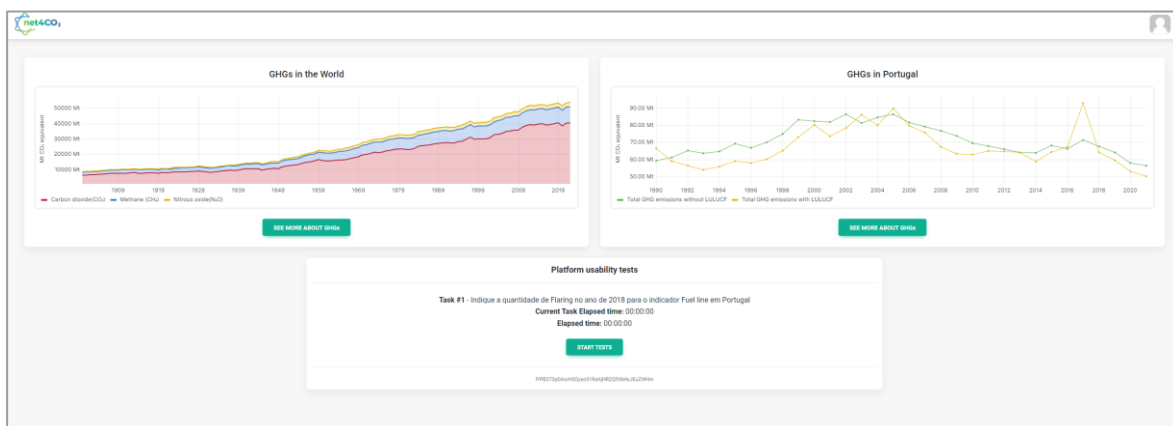 net4CO₂
GHGs in the World
Mt CO₂ equivalent
50000 Mt
40000 Mt
30000 Mt
20000 Mt
10000 Mt
1909 1919 1929 1939 1949 1959 1969 1979 1989 1999 2009 2019
Carbon dioxide(CO₂) Methane (CH₄) Nitrous oxide(N₂O)
SEE MORE ABOUT GHGs
GHGs in Portugal
Mt CO₂ equivalent
90.00 Mt
80.00 Mt
70.00 Mt
60.00 Mt
50.00 Mt
1990 1992 1994 1996 1998 2000 2002 2004 2006 2008 2010 2012 2014 2016 2018 2020
Total GHG emissions without LULUCF Total GHG emissions with LULUCF
SEE MORE ABOUT GHGs
Platform usability tests
Task #1 - Indique a quantidade de Flaring no ano de 2018 para o indicador Fuel line em Portugal
Current Task Elapsed time: 00:00:00
Elapsed time: 00:00:00
START TESTS